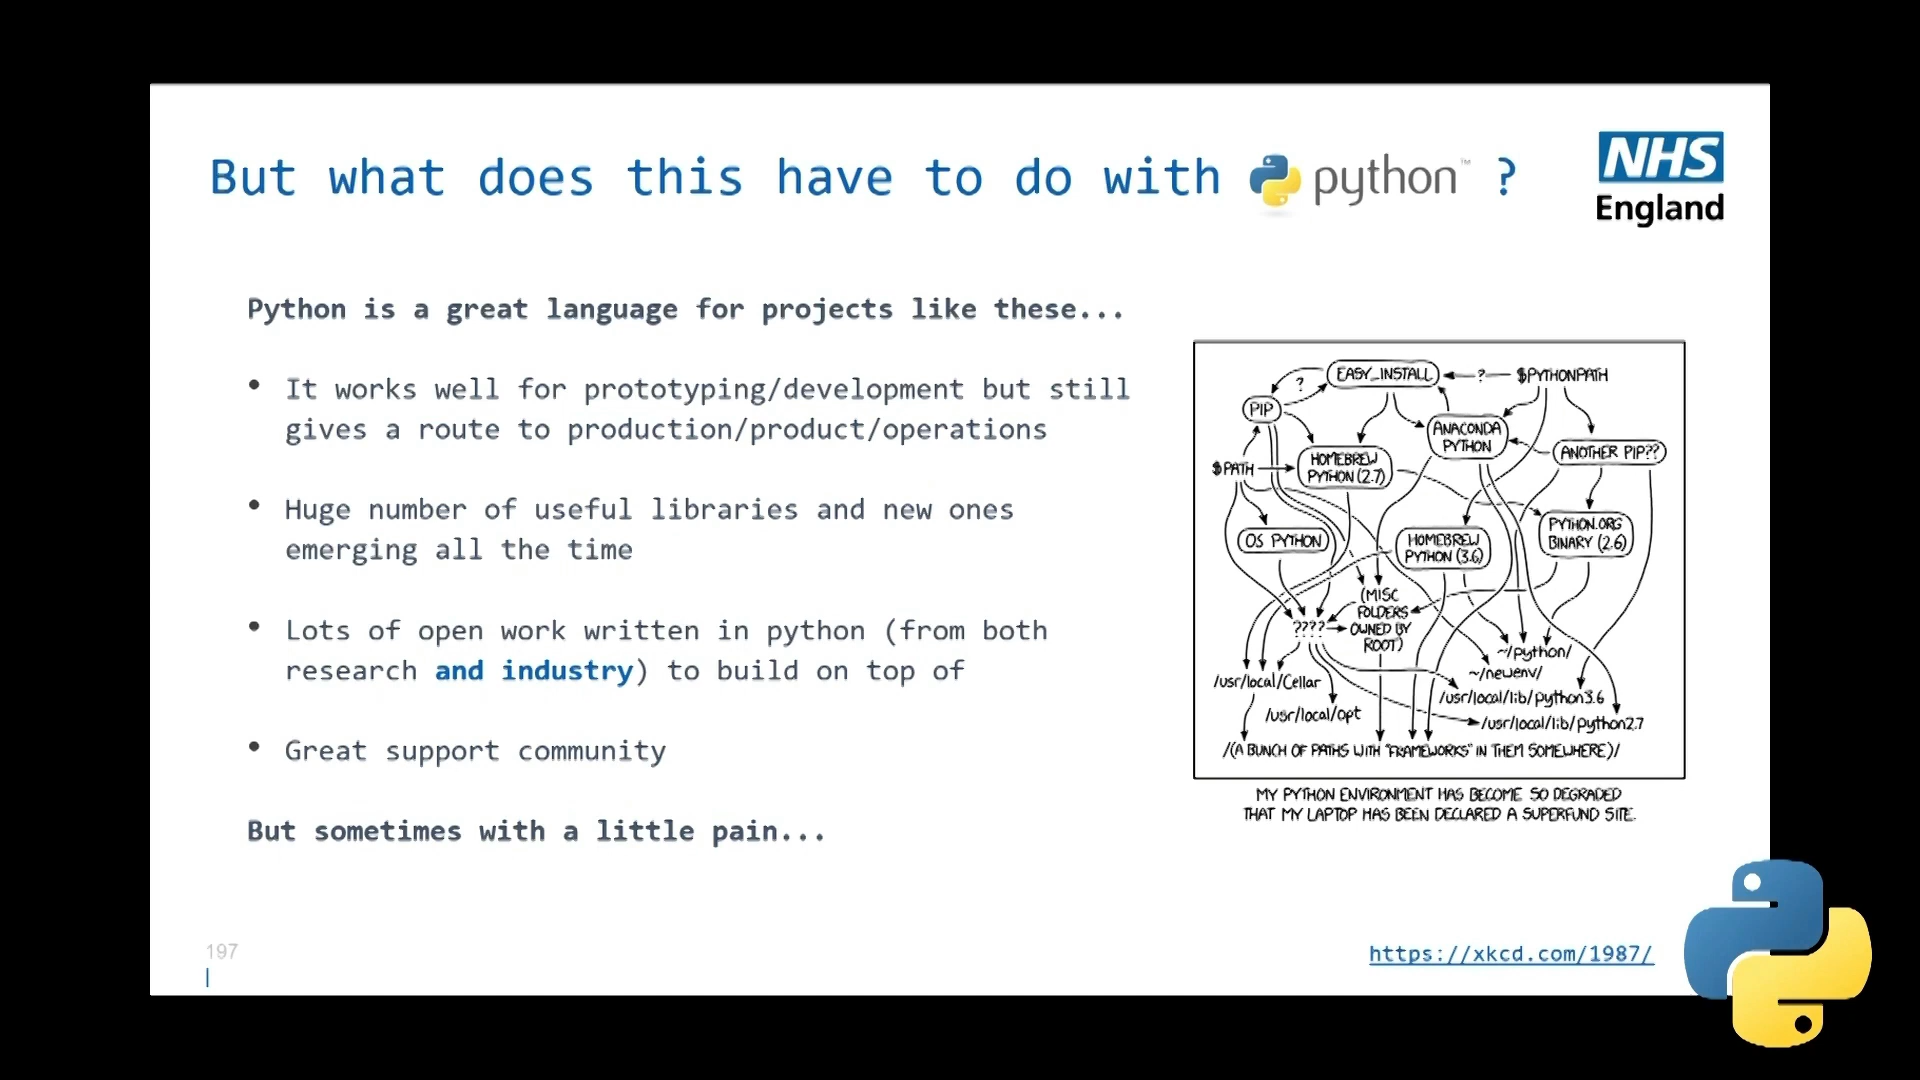 But what does this have to do with python™ ?
NHS
England
Python is a great language for projects like these...
• It works well for prototyping/development but still
gives a route to production/product/operations
• Huge number of useful libraries and new ones
emerging all the time
• Lots of open work written in python (from both
research and industry) to build on top of
• Great support community
But sometimes with a little pain...
EASY_INSTALL
?
$PYTHONPATH
?
PIP
ANACONDA
PYTHON
ANOTHER PIP??
HOMEBREW
PYTHON (2.7)
$PATH
PYTHON.ORG
BINARY (2.6)
OS PYTHON
HOMEBREW
PYTHON (3.6)
(MISC
FOLDERS
OWNED BY
ROOT)
????
~/python/
~/newenv/
/usr/local/Cellar
/usr/local/lib/python3.6
/usr/local/opt
/usr/local/lib/python2.7
/(A BUNCH OF PATHS WITH "FRAMEWORKS" IN THEM SOMEWHERE)/
MY PYTHON ENVIRONMENT HAS BECOME SO DEGRADED
THAT MY LAPTOP HAS BEEN DECLARED A SUPERFUND SITE.
197
|
https://xkcd.com/1987/